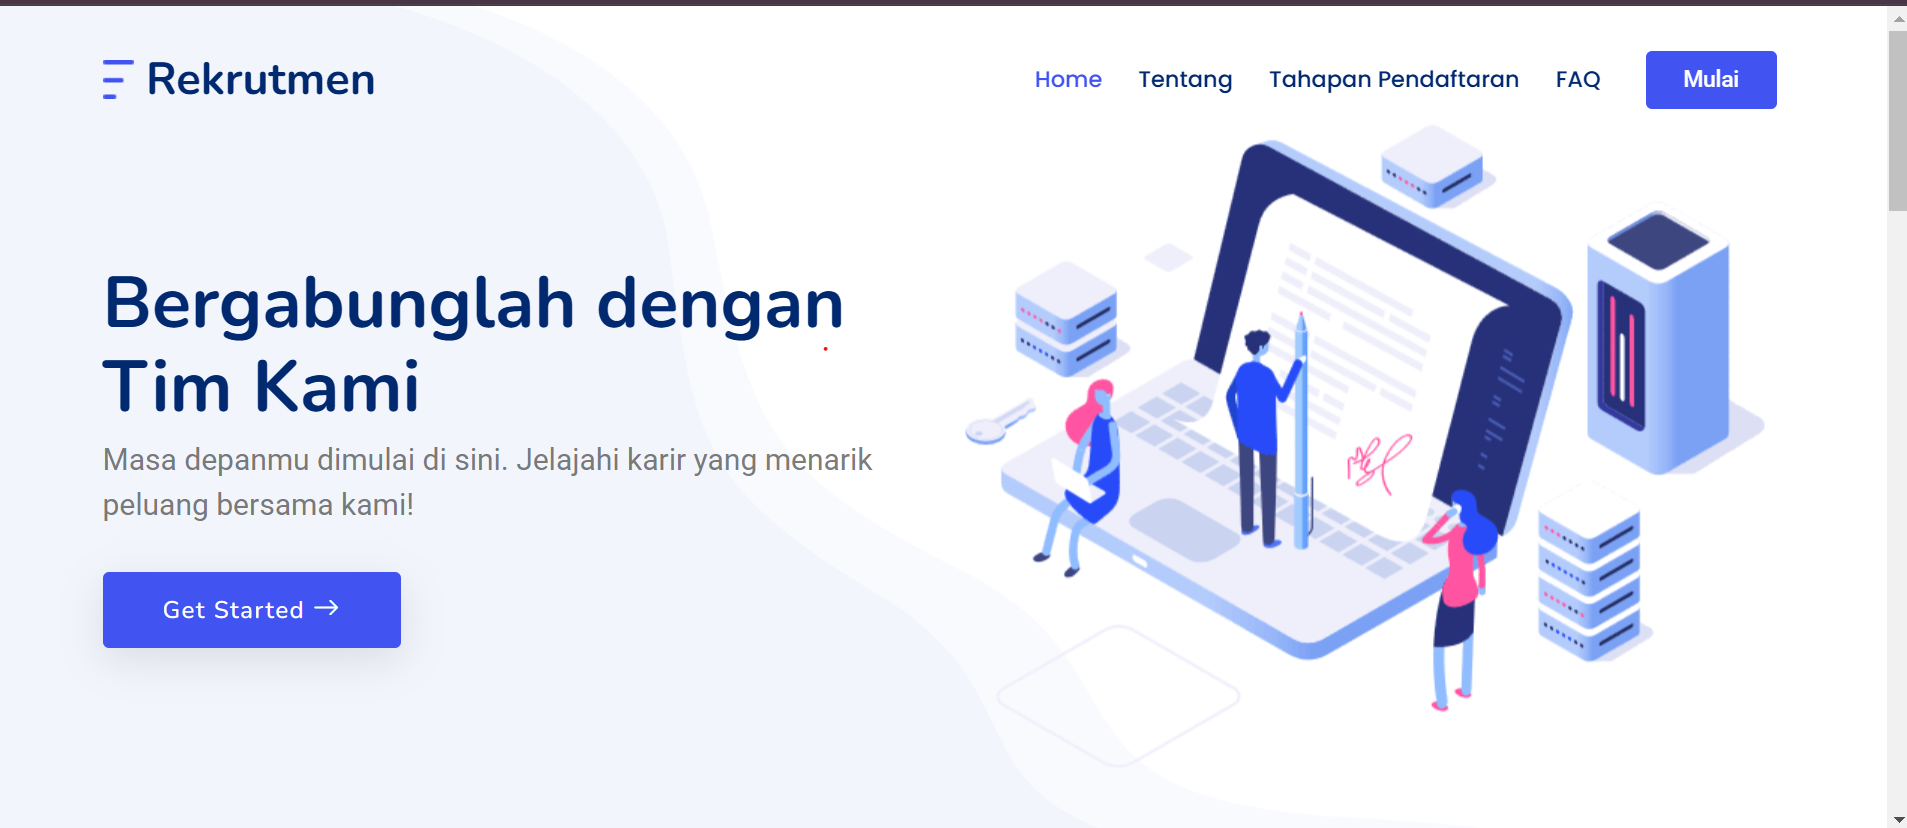 Rekrutmen
Home Tentang Tahapan Pendaftaran FAQ Mulai
Bergabunglah dengan
Tim Kami
Masa depanmu dimulai di sini. Jelajahi karir yang menarik
peluang bersama kami!
Get Started →